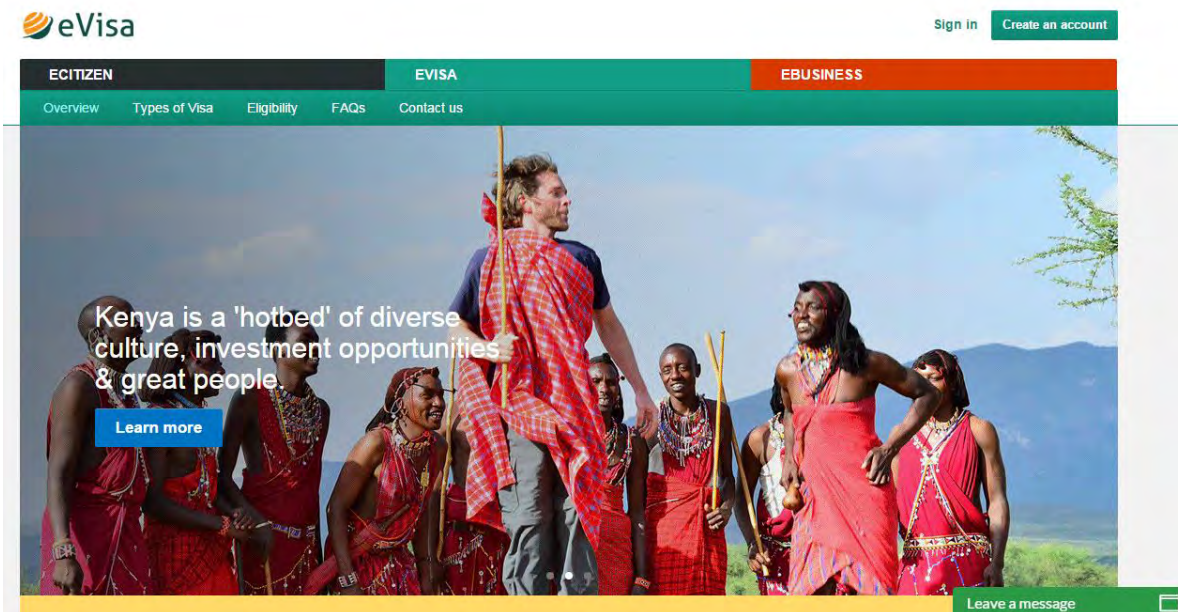 eVisa
Sign in
Create an account
ECITIZEN
EVISA
EBUSINESS
Overview
Types of Visa
Eligibility
FAQs
Contact us
Kenya is a 'hotbed' of diverse
culture, investment opportunities
& great people.
Learn more
Leave a message